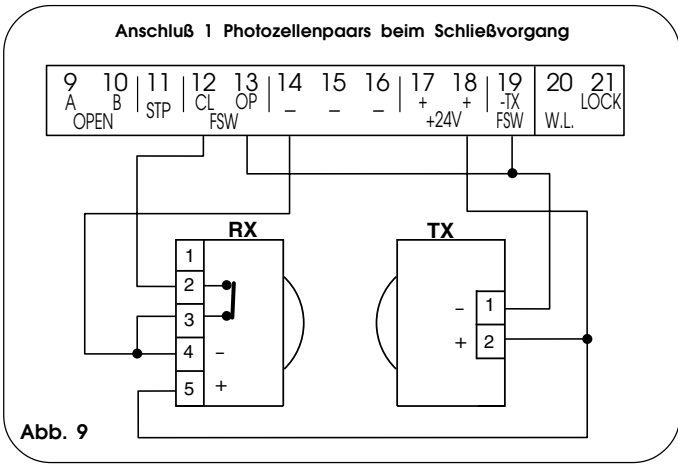 Anschluß 1 Photozellenpaars beim Schließvorgang
9 10 11 12 13 14 15 16 17 18 19 20 21
A B STP CL OP – – – + + -TX LOCK
OPEN FSW +24V FSW W.L.
RX TX
1
2
3
4 –
5 +
– 1
+ 2
Abb. 9